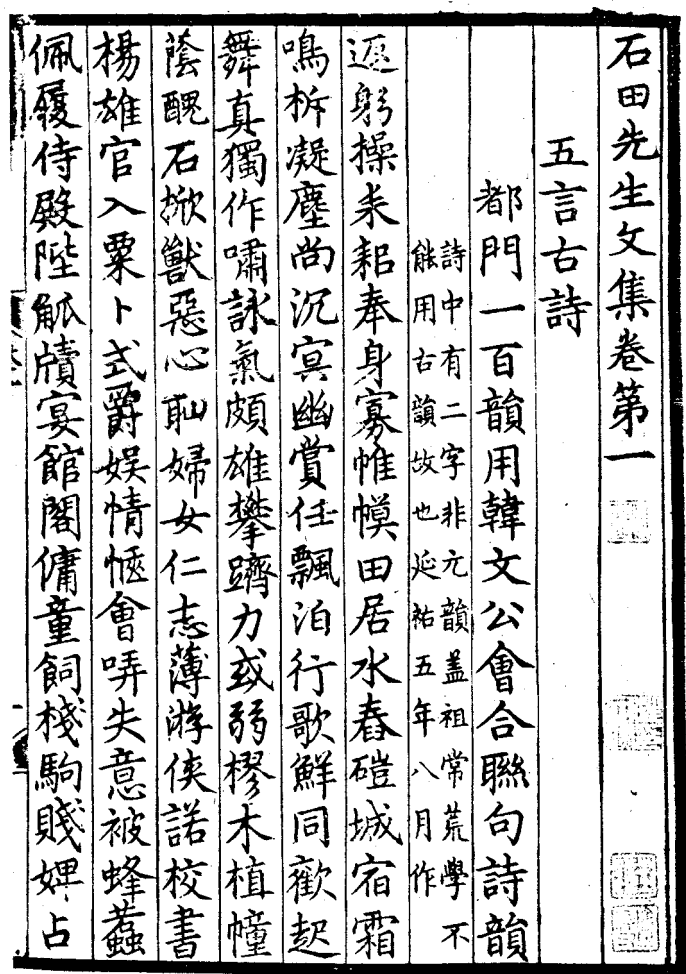 石田先生文集卷第一
五言古詩
都門一百韻用韓文公會合聯句詩韻
詩中有二字非元韻盖祖常荒學不
能用古韻故也延祐五年八月作
躬操耒耜奉身寡帷幙田居水舂磑城宿霜
鳴柝凝塵尚沉冥幽賞任飄泊行歌鮮同歡起
舞真獨作嘯詠氣頗雄攀躋力或弱樛木植幢
蔭醜石掀獸惡心耻婦女仁志薄游俠諾校書
楊雄官入粟卜式爵娱情愜會哢失意被蜂蠆
佩履侍殿陛觚牘宴館閣傭童飼棧駒賤婢占